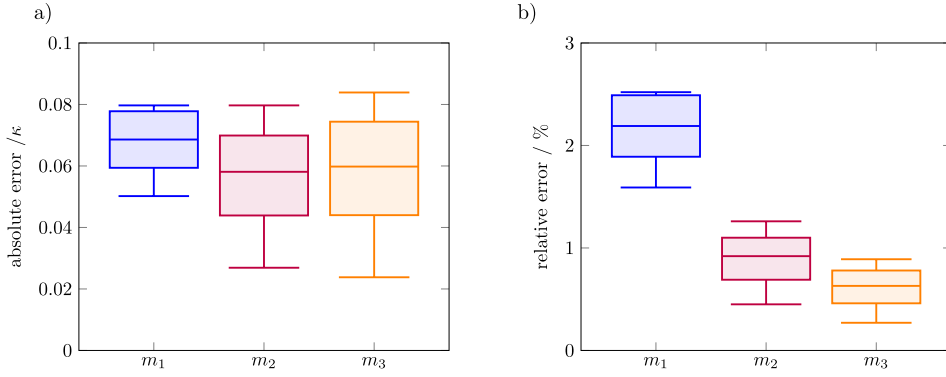 a)
absolute error /κ
0.1
0.08
0.06
0.04
0.02
0
m₁ m₂ m₃
b)
relative error / %
3
2
1
0
m₁ m₂ m₃